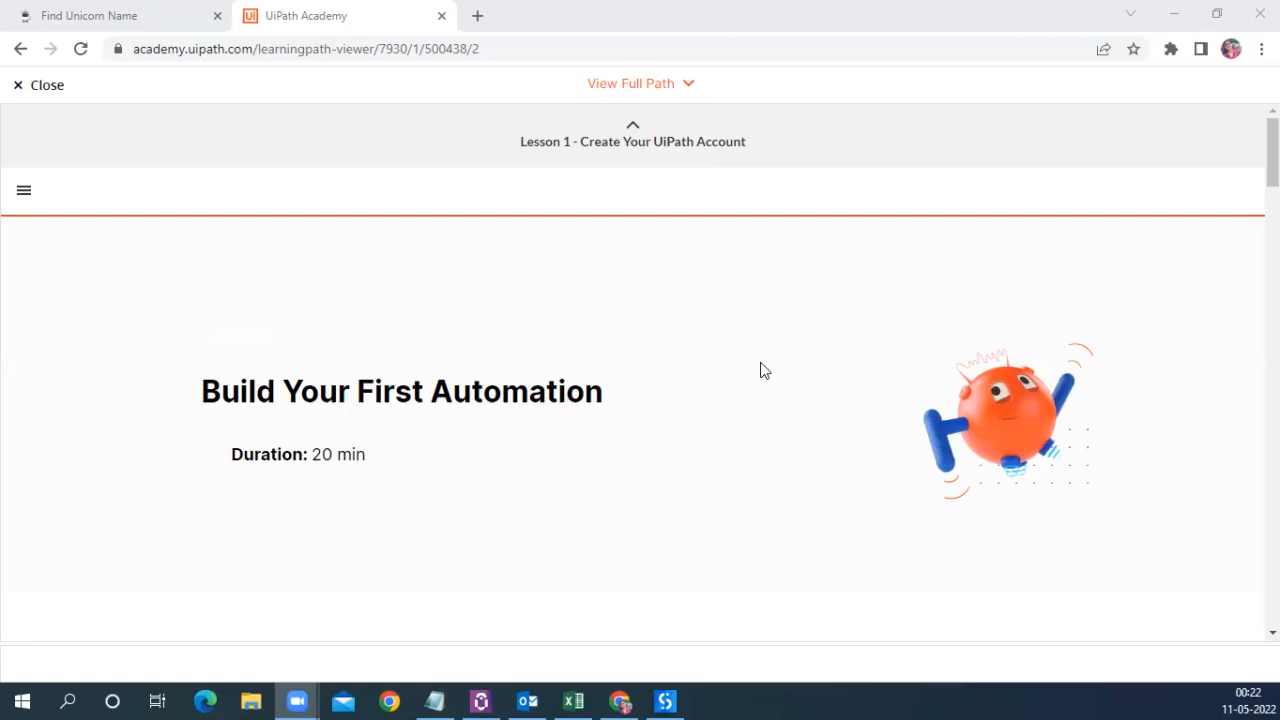 Find Unicorn Name
Ui UiPath Academy
academy.uipath.com/learningpath-viewer/7930/1/500438/2
Close
View Full Path
Lesson 1 - Create Your UiPath Account
Build Your First Automation
Duration: 20 min
00:22
11-05-2022